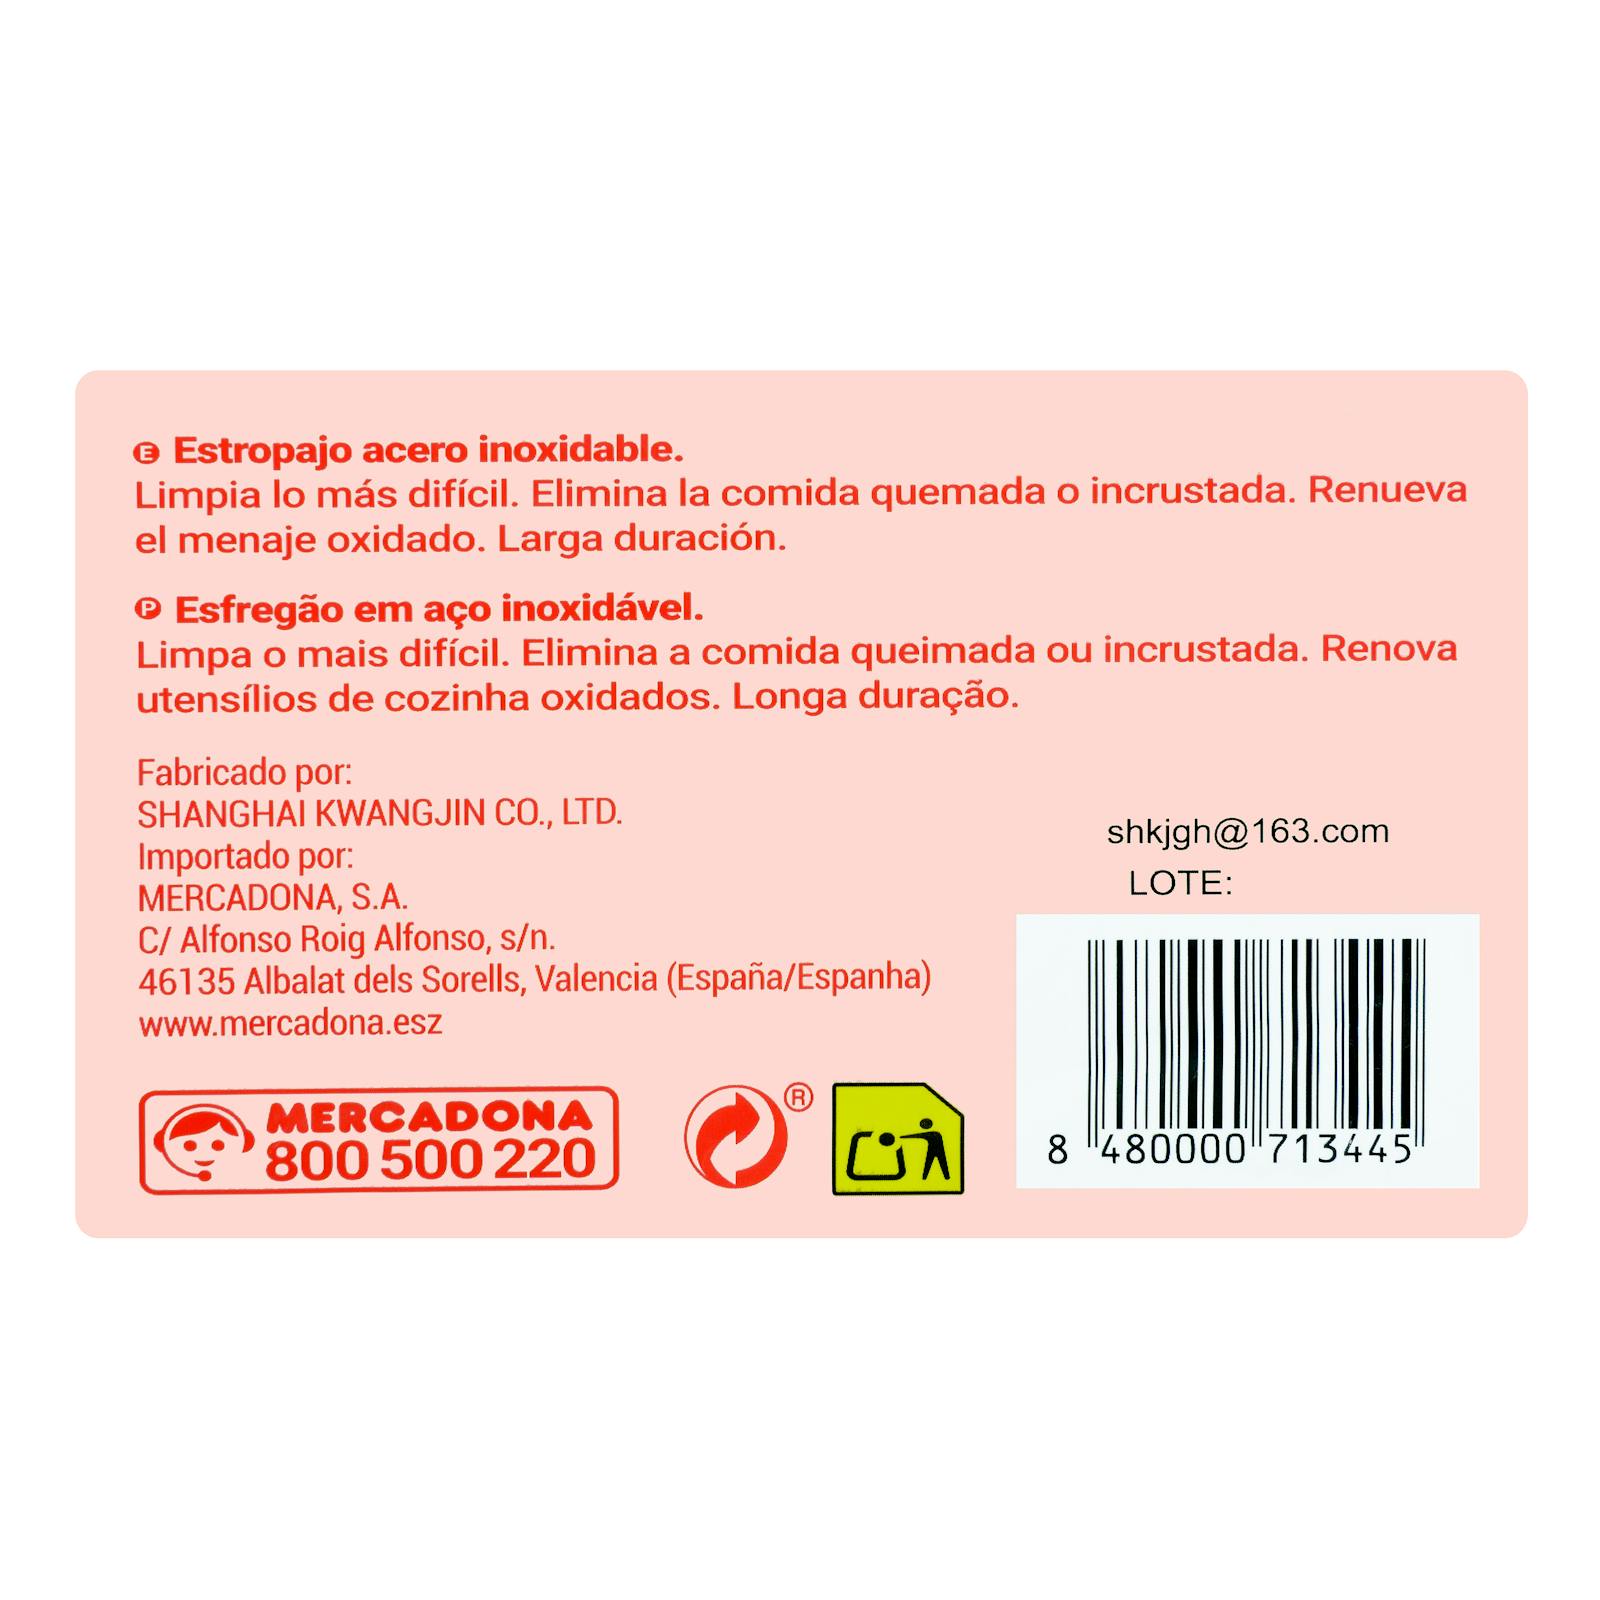 E Estropajo acero inoxidable.
Limpia lo más difícil. Elimina la comida quemada o incrustada. Renueva
el menaje oxidado. Larga duración.
P Esfregão em aço inoxidável.
Limpa o mais difícil. Elimina a comida queimada ou incrustada. Renova
utensílios de cozinha oxidados. Longa duração.
Fabricado por:
SHANGHAI KWANGJIN CO., LTD.
Importado por:
MERCADONA, S.A.
C/ Alfonso Roig Alfonso, s/n.
46135 Albalat dels Sorells, Valencia (España/Espanha)
www.mercadona.esz
shkjgh@163.com
LOTE:
MERCADONA
800 500 220
®
8 480000 713445